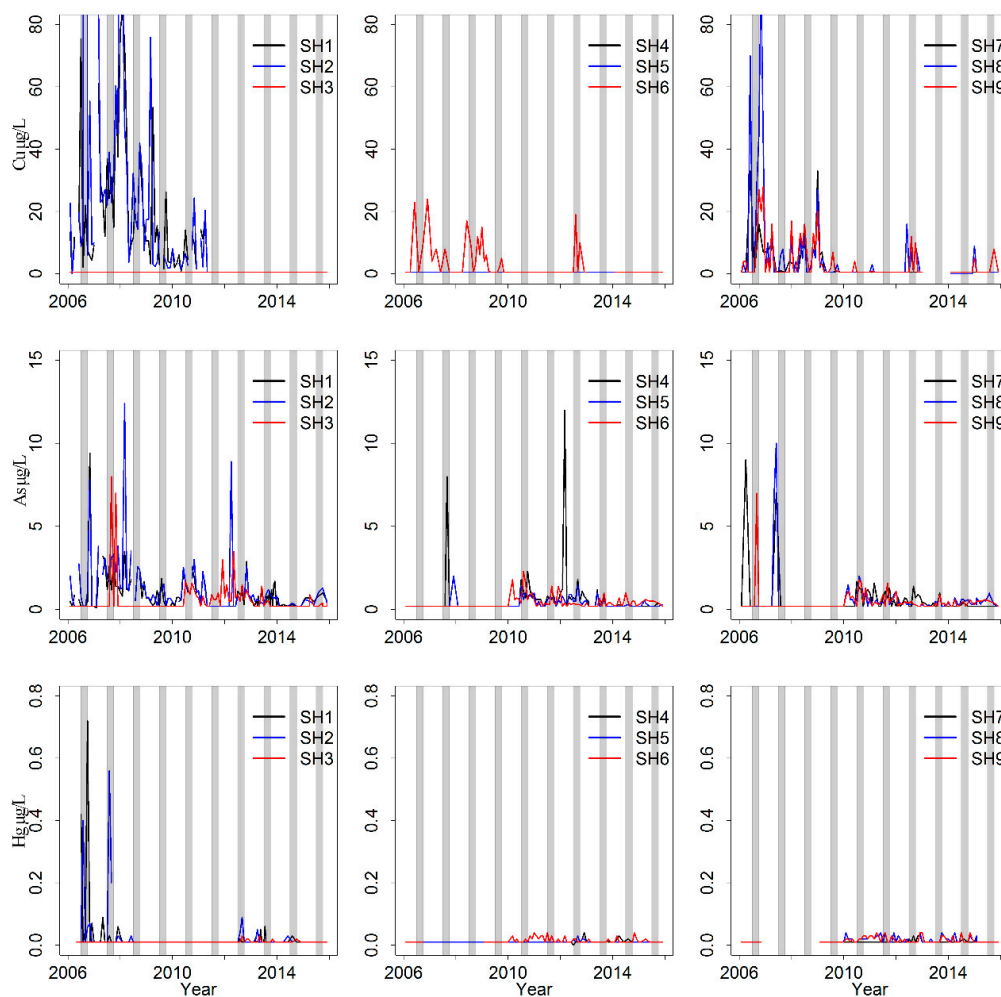 Cu µg/L
80
60
40
20
0
SH1
SH2
SH3
2006 2010 2014
80
60
40
20
0
SH4
SH5
SH6
2006 2010 2014
80
60
40
20
0
SH7
SH8
SH9
2006 2010 2014
As µg/L
15
10
5
0
SH1
SH2
SH3
2006 2010 2014
15
10
5
0
SH4
SH5
SH6
2006 2010 2014
15
10
5
0
SH7
SH8
SH9
2006 2010 2014
Hg µg/L
0.8
0.6
0.4
0.2
0.0
SH1
SH2
SH3
2006 2010 2014
Year
0.8
0.6
0.4
0.2
0.0
SH4
SH5
SH6
2006 2010 2014
Year
0.8
0.6
0.4
0.2
0.0
SH7
SH8
SH9
2006 2010 2014
Year